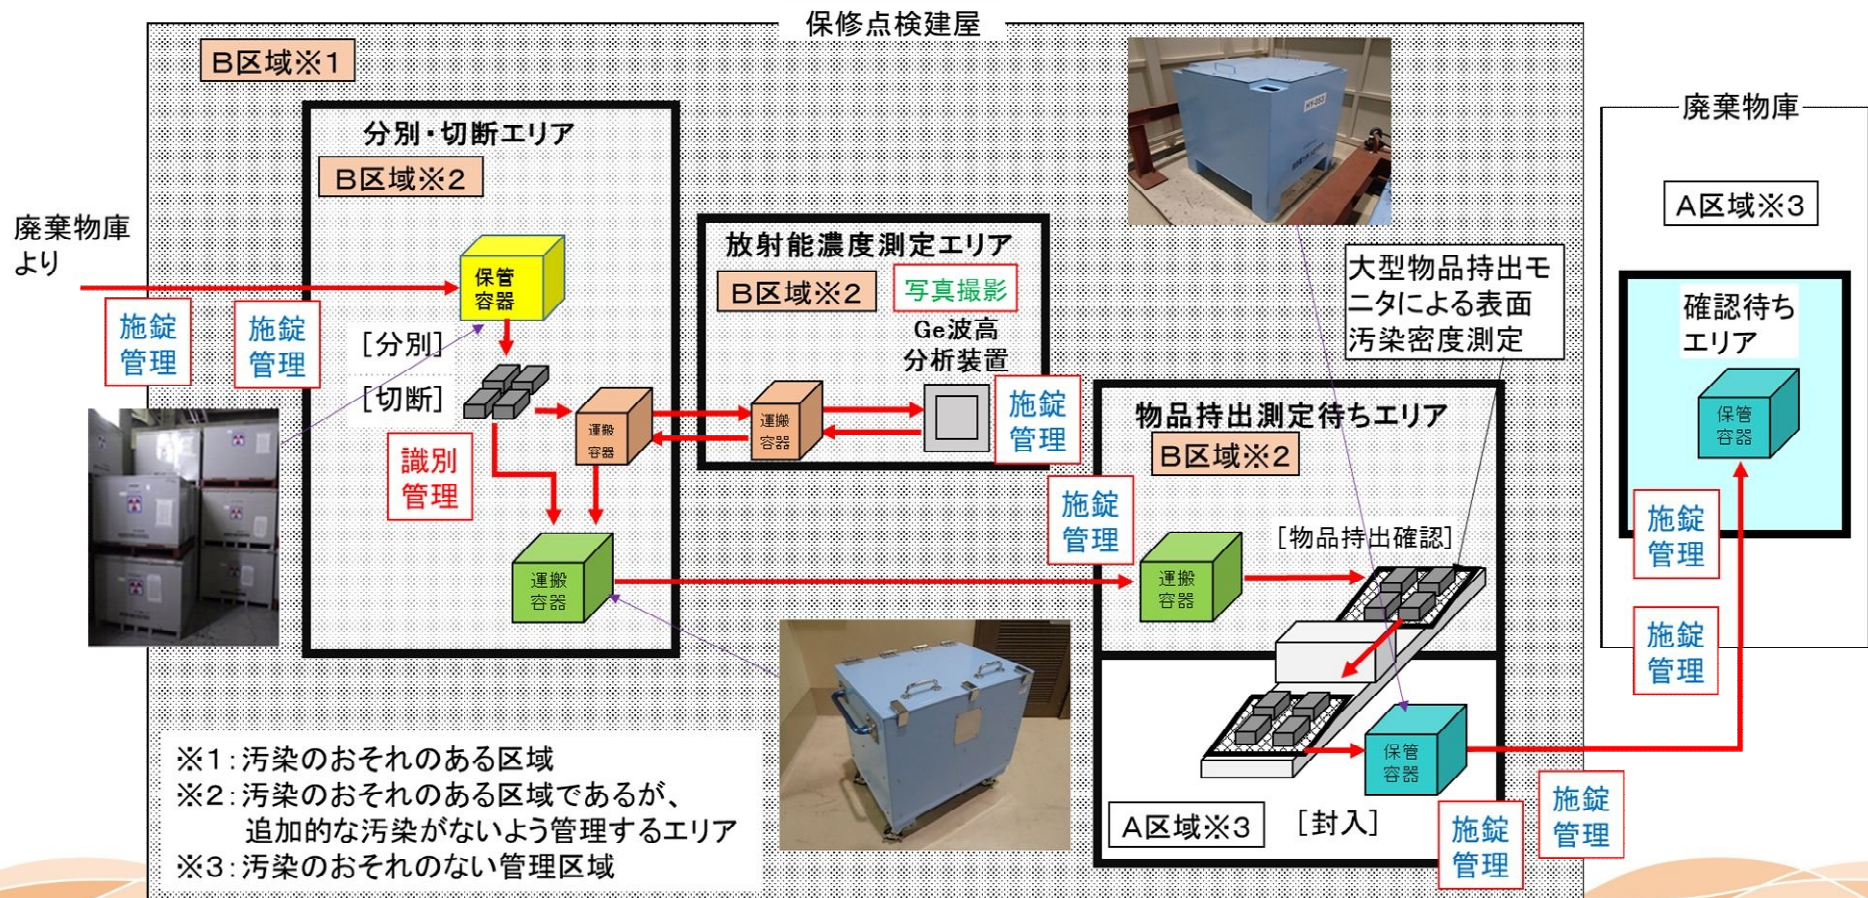 保修点検建屋
B区域※1
分別・切断エリア
B区域※2
廃棄物庫
より
保管
容器
施錠
管理
施錠
管理
[分別]
[切断]
識別
管理
運搬
容器
運搬
容器
放射能濃度測定エリア
B区域※2
写真撮影
Ge波高
分析装置
運搬
容器
施錠
管理
HY-053
大型物品持出モ
ニタによる表面
汚染密度測定
物品持出測定待ちエリア
B区域※2
施錠
管理
[物品持出確認]
運搬
容器
保管
容器
A区域※3
[封入]
施錠
管理
施錠
管理
廃棄物庫
A区域※3
確認待ち
エリア
保管
容器
施錠
管理
施錠
管理
※1:汚染のおそれのある区域
※2:汚染のおそれのある区域であるが、
追加的な汚染がないよう管理するエリア
※3:汚染のおそれのない管理区域